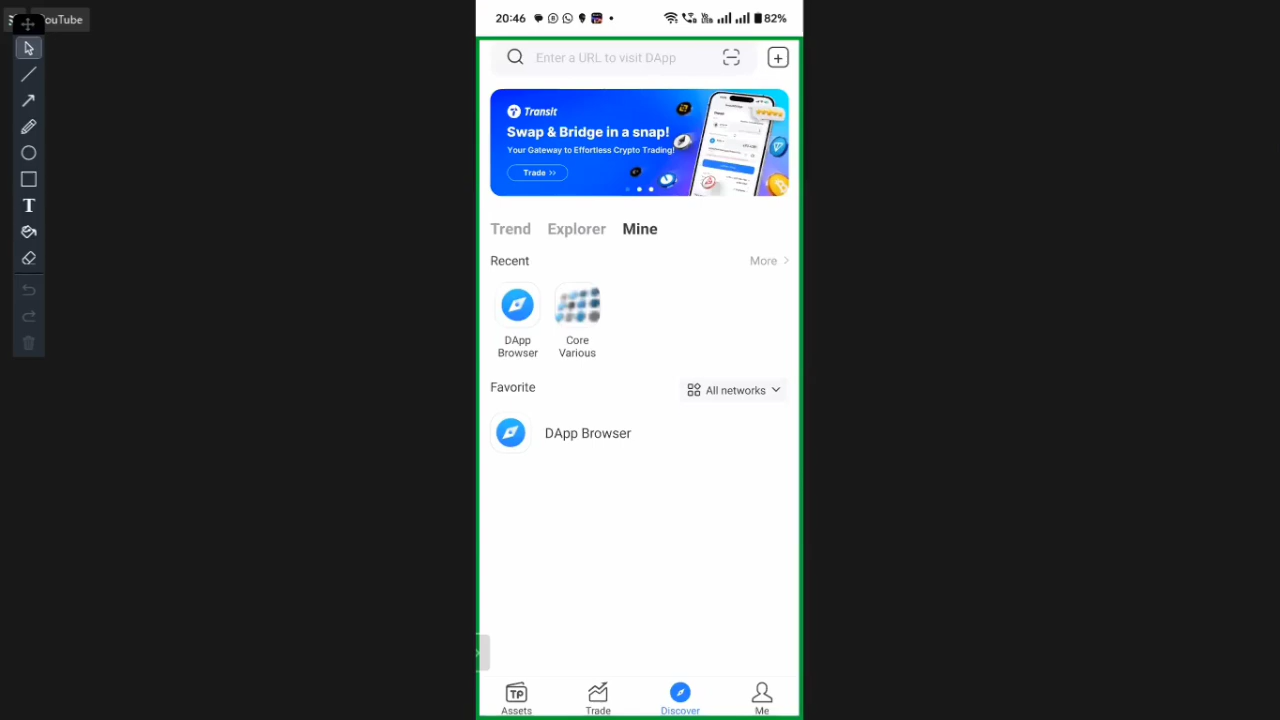 YouTube
20:46
82%
Enter a URL to visit DApp
Transit
Swap & Bridge in a snap!
Your Gateway to Effortless Crypto Trading!
Trade >>
Trend Explorer Mine
Recent
More >
DApp
Browser
Core
Various
Favorite
All networks
DApp Browser
TP
Assets
Trade
Discover
Me
T